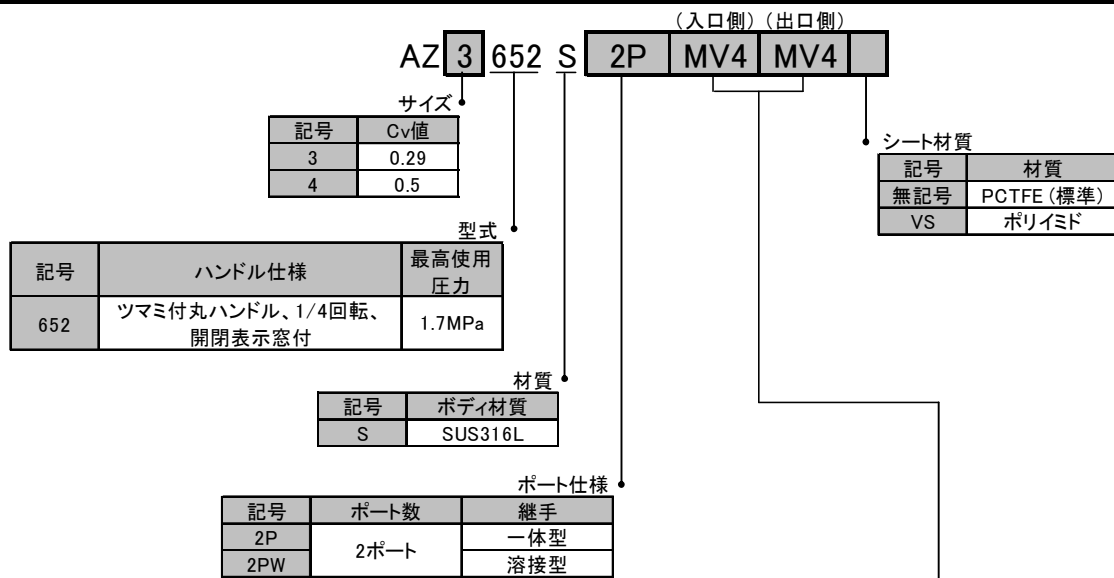 (入口側) (出口側)
AZ 3 652 S 2P MV4 MV4
サイズ
記号 Cv値
3 0.29
4 0.5
シート材質
記号 材質
無記号 PCTFE(標準)
VS ポリイミド
型式
記号 ハンドル仕様 最高使用
圧力
652 ツマミ付丸ハンドル、1/4回転、
開閉表示窓付 1.7MPa
材質
記号 ボディ材質
S SUS316L
ポート仕様
記号 ポート数 継手
2P 2ポート 一体型
2PW 溶接型